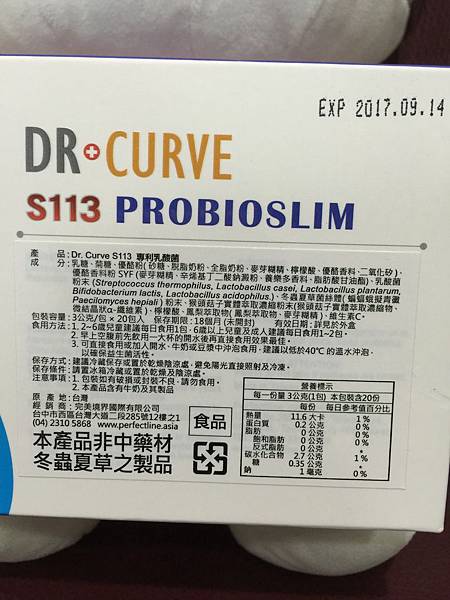 EXP 2017.09.14
DR CURVE
S113 PROBIOSLIM
產 品:Dr. Curve S113 專利乳酸菌
成 分:乳糖、菊糖、優酪粉(砂糖、脫脂奶粉、全脂奶粉、麥芽糊精、檸檬酸、優酪香料、二氧化矽)、
優酪香料粉 SYF (麥芽糊精、辛烯基丁二酸鈉澱粉、養樂多香料、脂肪酸甘油酯)、乳酸菌
粉末 (Streptococcus thermophilus, Lactobacillus casei, Lactobacillus plantarum,
Bifidobacterium lactis, Lactobacillus acidophilus.)、冬蟲夏草菌絲體( 蝙蝠蛾擬青黴
Paecilomyces hepiali ) 粉末、猴頭菇子實體萃取濃縮粉末(猴頭菇子實體萃取濃縮物、
微結晶狀α-纖維素 )、檸檬酸、鳳梨萃取物( 鳳梨萃取物、麥芽糊精)、維生素C。
包裝規格:3公克/包 × 20包入 保存期限:18個月 (未開封) 有效日期:詳見於外盒
食用方法:1. 2~6歲兒童建議每日食用1包,6歲以上兒童及成人建議每日食用1~2包。
2. 早上空腹前先飲用一大杯的開水後再直接食用效果最佳。
3. 可直接食用或加入開水、牛奶或豆漿中沖泡食用。建議以低於40℃ 的溫水沖泡,
以確保益生菌活性。
保存方式:建議冷藏保存或置於乾燥陰涼處,避免陽光直接照射及冷凍。
保存條件:請置冰箱冷藏或置於乾燥陰涼處。
注意事項:1. 包裝如有破損或封裝不良,請勿食用。
2. 本產品含有牛奶及其製品
原 產 地:台灣
經 銷 商:完美境界國際有限公司
台中市西區台灣大道二段285號12樓之1
(04) 2310 5868 www.perfectline.asia
本產品非中藥材
冬蟲夏草之製品
食品
營養標示
每一份量 3公克(1包) 本包裝含20份
每份 每日參考值百分比
熱量 11.6 大卡 1%
蛋白質 0.2 公克 0%
脂肪 0 公克 0%
飽和脂肪 0 公克 0%
反式脂肪 0 公克 *
碳水化合物 2.7 公克 1%
糖 0.35 公克 *
鈉 1 毫克 0%